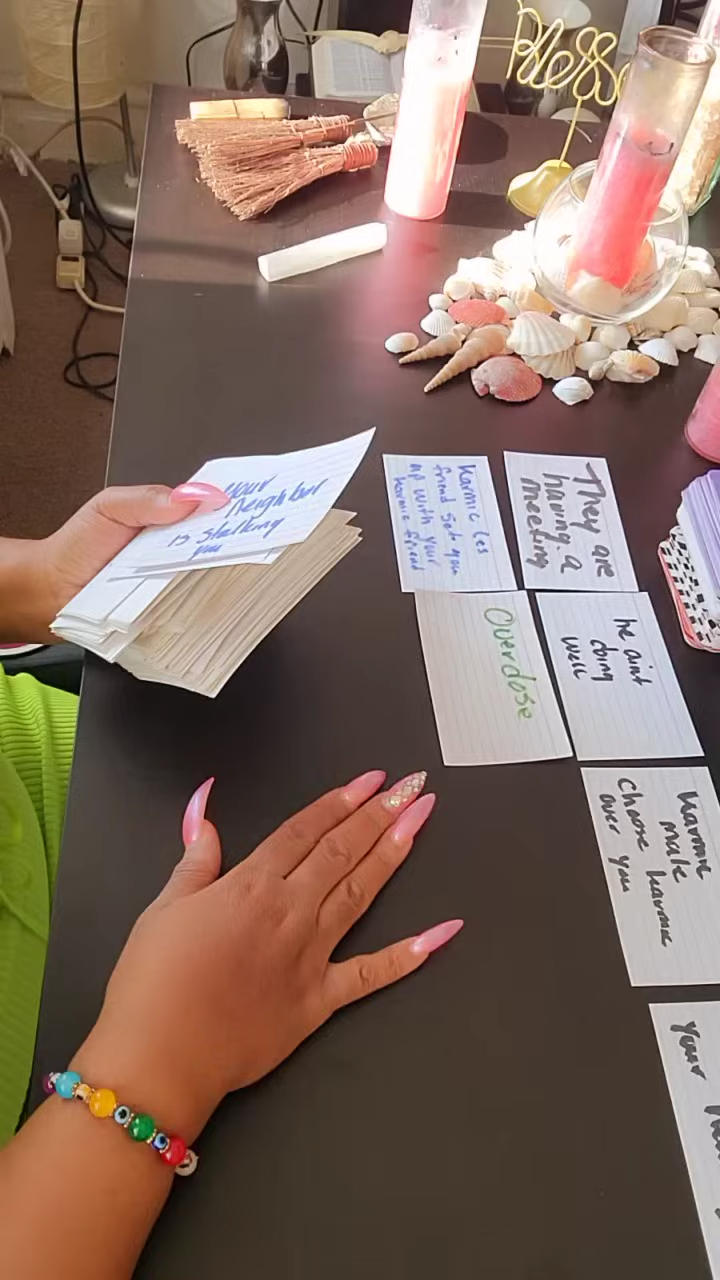 Bless
your
Neighbor
is stalking
you
Karmic les
friend set you
up with your
karmic friend
They are
having a
meeting
Overdose
he aint
doing
well
Karmic
male
Choose karmic
over you
Your